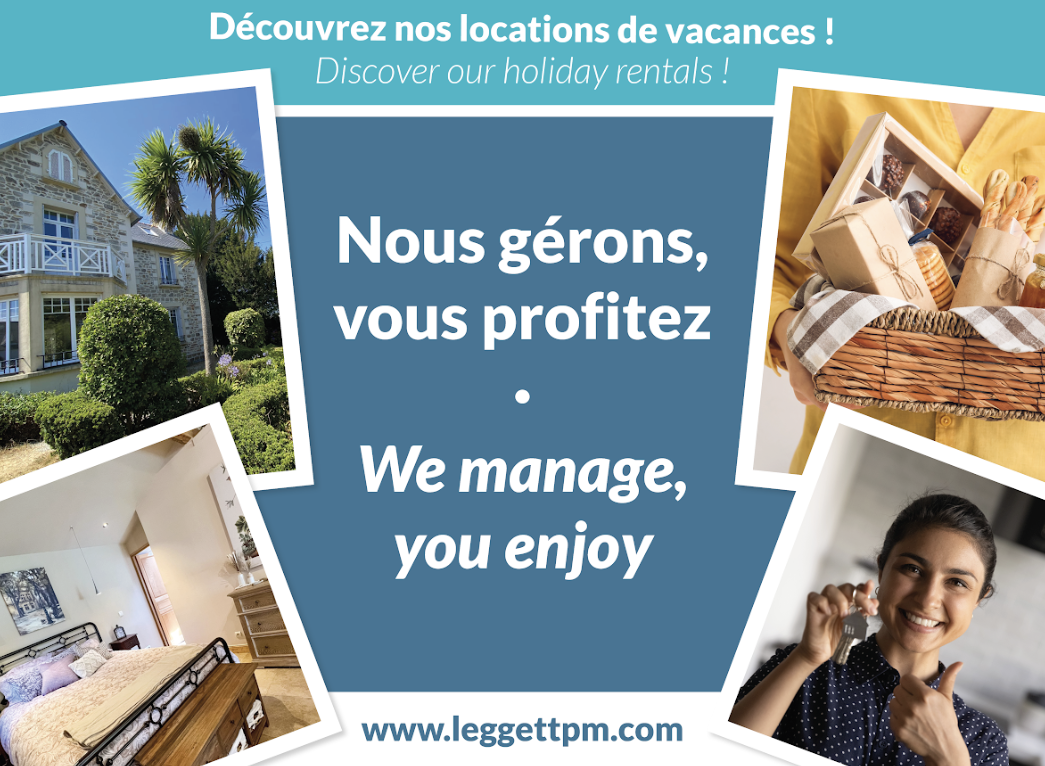 Découvrez nos locations de vacances !
Discover our holiday rentals !
Nous gérons,
vous profitez
•
We manage,
you enjoy
www.leggettpm.com